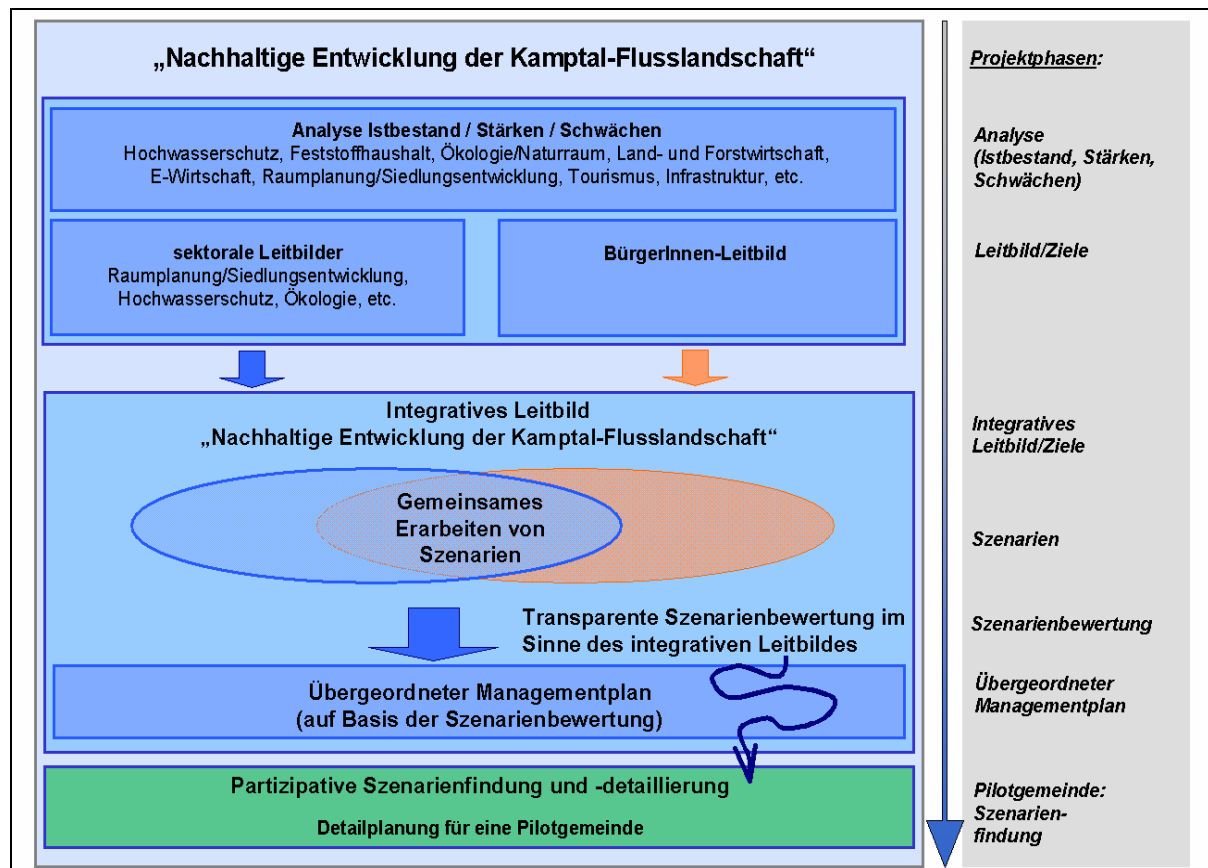 „Nachhaltige Entwicklung der Kamptal-Flusslandschaft“
Analyse Istbestand / Stärken / Schwächen
Hochwasserschutz, Feststoffhaushalt, Ökologie/Naturraum, Land- und Forstwirtschaft,
E-Wirtschaft, Raumplanung/Siedlungsentwicklung, Tourismus, Infrastruktur, etc.
sektorale Leitbilder
Raumplanung/Siedlungsentwicklung,
Hochwasserschutz, Ökologie, etc.
BürgerInnen-Leitbild
Integratives Leitbild
„Nachhaltige Entwicklung der Kamptal-Flusslandschaft“
Gemeinsames
Erarbeiten von
Szenarien
Transparente Szenarienbewertung im
Sinne des integrativen Leitbildes
Übergeordneter Managementplan
(auf Basis der Szenarienbewertung)
Partizipative Szenarienfindung und -detaillierung
Detailplanung für eine Pilotgemeinde
Projektphasen:
Analyse
(Istbestand, Stärken,
Schwächen)
Leitbild/Ziele
Integratives
Leitbild/Ziele
Szenarien
Szenarienbewertung
Übergeordneter
Managementplan
Pilotgemeinde:
Szenarien-
findung